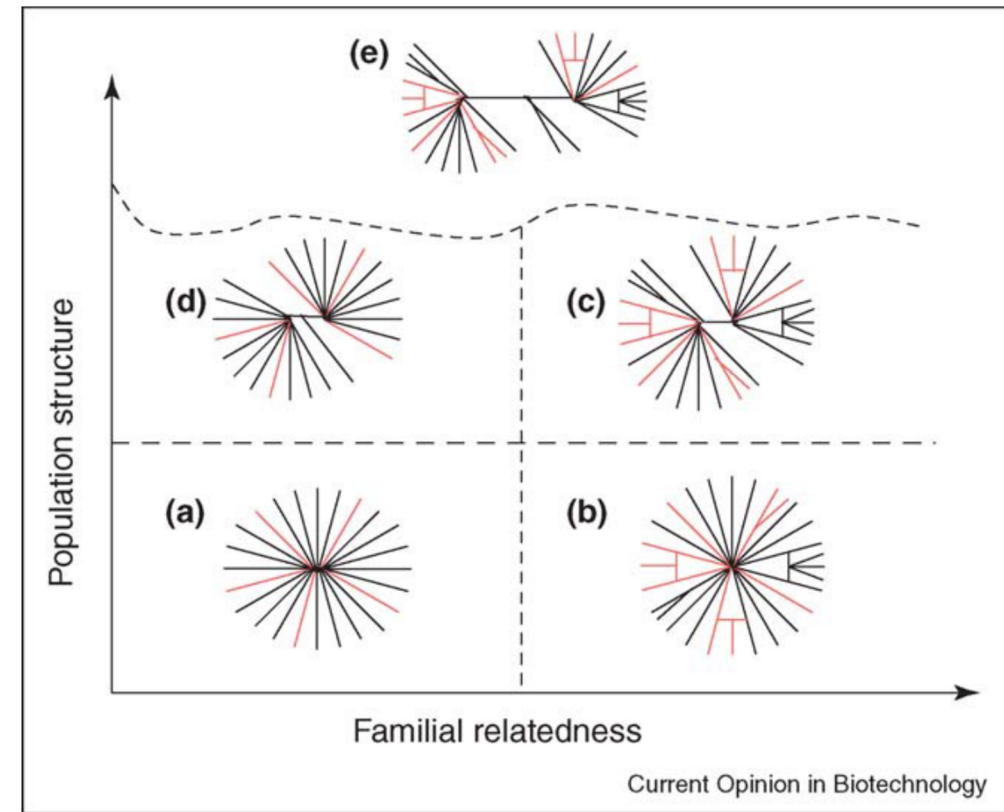 (e)
(d)
(c)
Population structure
(a)
(b)
Familial relatedness
Current Opinion in Biotechnology